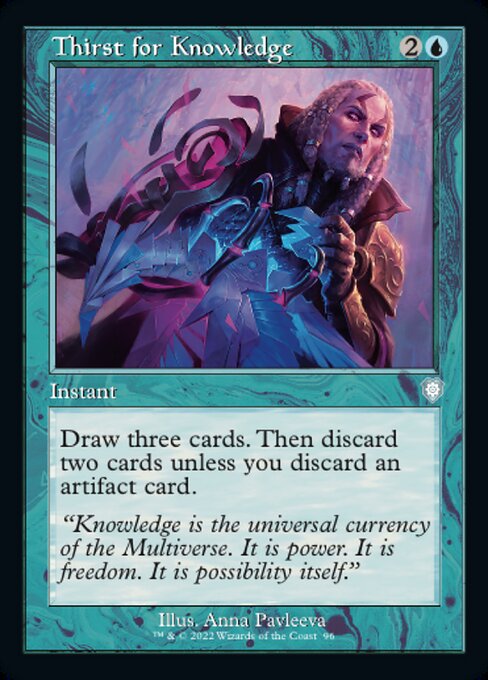 Thirst for Knowledge 2
Instant
Draw three cards. Then discard
two cards unless you discard an
artifact card.
“Knowledge is the universal currency
of the Multiverse. It is power. It is
freedom. It is possibility itself.”
Illus. Anna Pavleeva
™ & © 2022 Wizards of the Coast 96